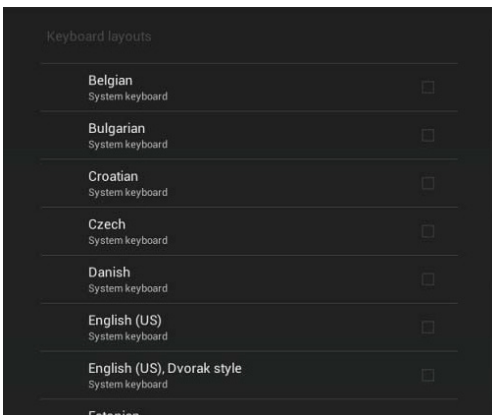 Keyboard layouts
Belgian
System keyboard
Bulgarian
System keyboard
Croatian
System keyboard
Czech
System keyboard
Danish
System keyboard
English (US)
System keyboard
English (US), Dvorak style
System keyboard
Estonian